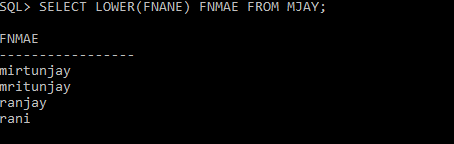 SQL> SELECT LOWER(FNANE) FNMAE FROM MJAY;
FNMAE
-----------------
mirtunjay
mritunjay
ranjay
rani